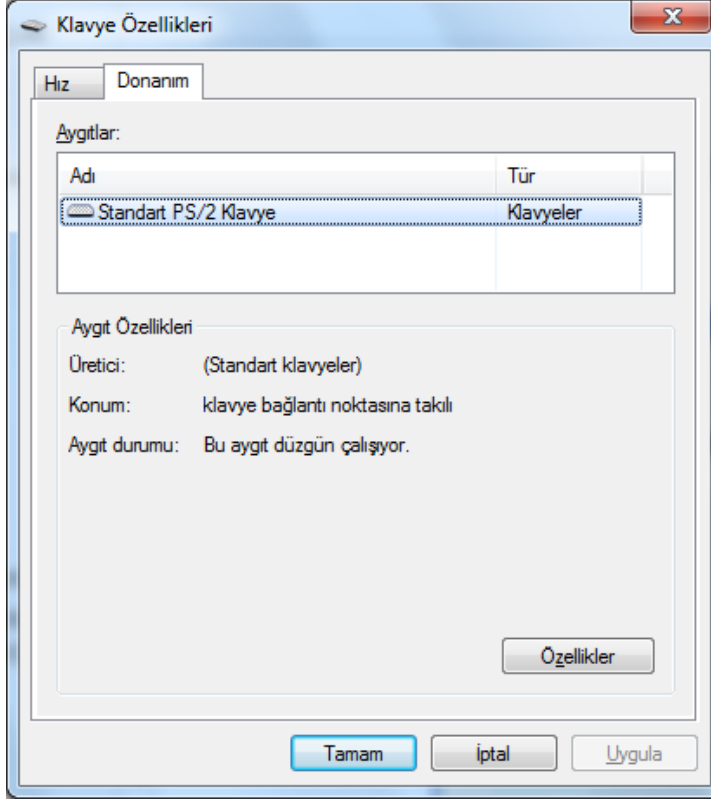 Klavye Özellikleri
Hız Donanım
Aygıtlar:
Adı Tür
Standart PS/2 Klavye Klavyeler
Aygıt Özellikleri
Üretici: (Standart klavyeler)
Konum: klavye bağlantı noktasına takılı
Aygıt durumu: Bu aygıt düzgün çalışıyor.
Özellikler
Tamam İptal Uygula